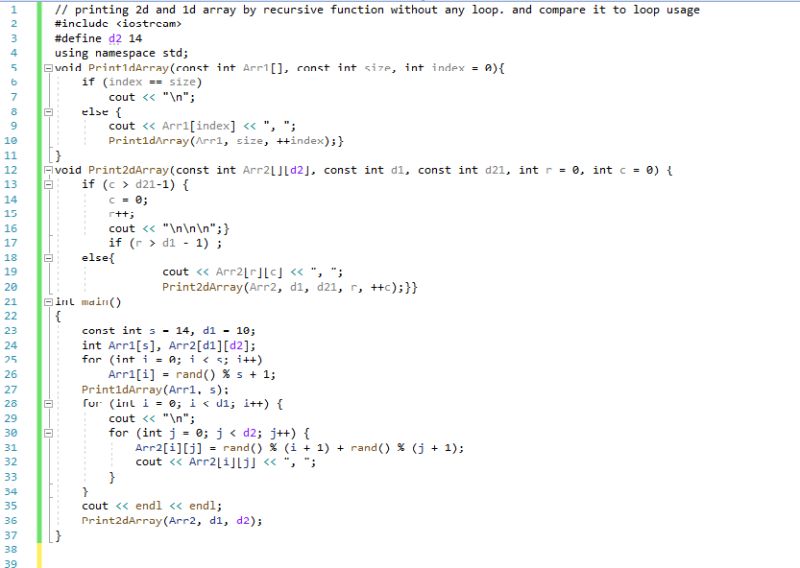 1 // printing 2d and 1d array by recursive function without any loop. and compare it to loop usage
2 #include <iostream>
3 #define d2 14
4 using namespace std;
5 void Print1dArray(const int Arr1[], const int size, int index = 0){
6 if (index == size)
7 cout << "\n";
8 else {
9 cout << Arr1[index] << ", ";
10 Print1dArray(Arr1, size, ++index);}
11 }
12 void Print2dArray(const int Arr2[][d2], const int d1, const int d21, int r = 0, int c = 0) {
13 if (c > d21-1) {
14 c = 0;
15 r++;
16 cout << "\n\n\n";}
17 if (r > d1 - 1) ;
18 else{
19 cout << Arr2[r][c] << ", ";
20 Print2dArray(Arr2, d1, d21, r, ++c);}}
21 int main()
22 {
23 const int s = 14, d1 = 10;
24 int Arr1[s], Arr2[d1][d2];
25 for (int i = 0; i < s; i++)
26 Arr1[i] = rand() % s + 1;
27 Print1dArray(Arr1, s);
28 for (int i = 0; i < d1; i++) {
29 cout << "\n";
30 for (int j = 0; j < d2; j++) {
31 Arr2[i][j] = rand() % (i + 1) + rand() % (j + 1);
32 cout << Arr2[i][j] << ", ";
33 }
34 }
35 cout << endl << endl;
36 Print2dArray(Arr2, d1, d2);
37 }
38
39